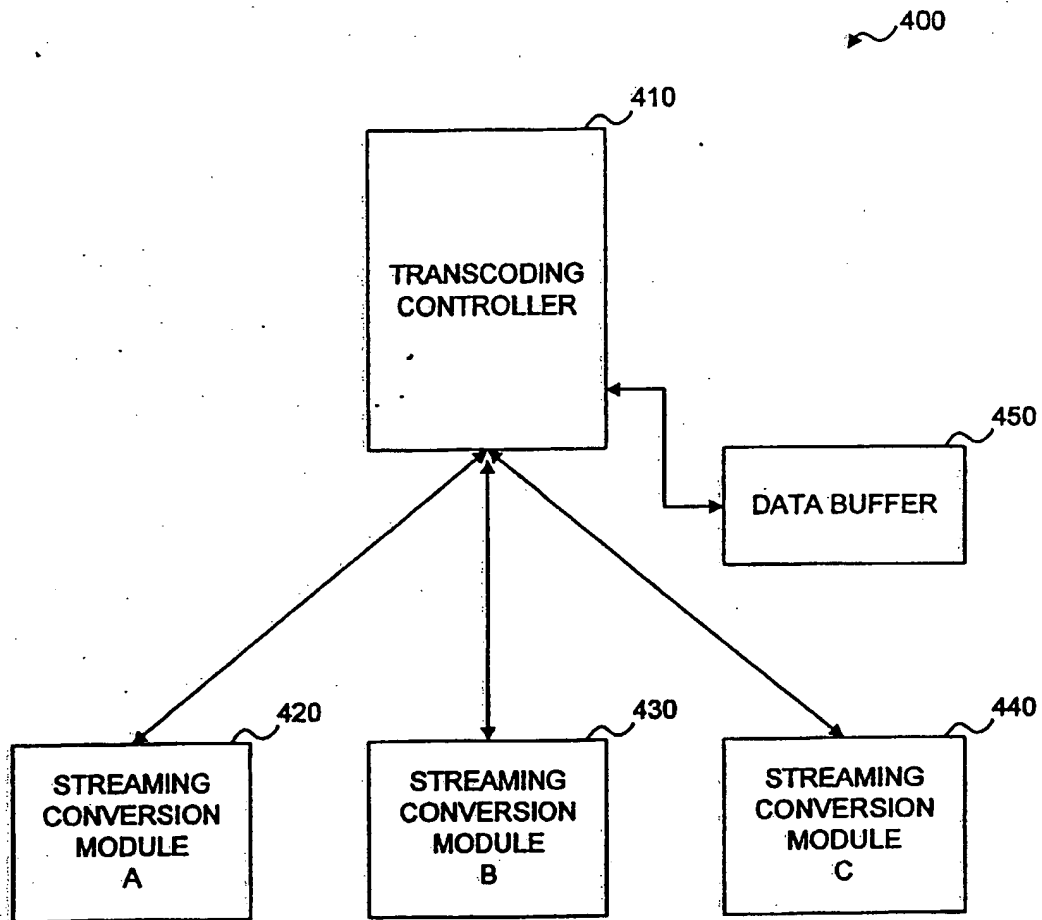 400
410
TRANSCODING
CONTROLLER
450
DATA BUFFER
420
430
440
STREAMING
CONVERSION
MODULE
A
STREAMING
CONVERSION
MODULE
B
STREAMING
CONVERSION
MODULE
C